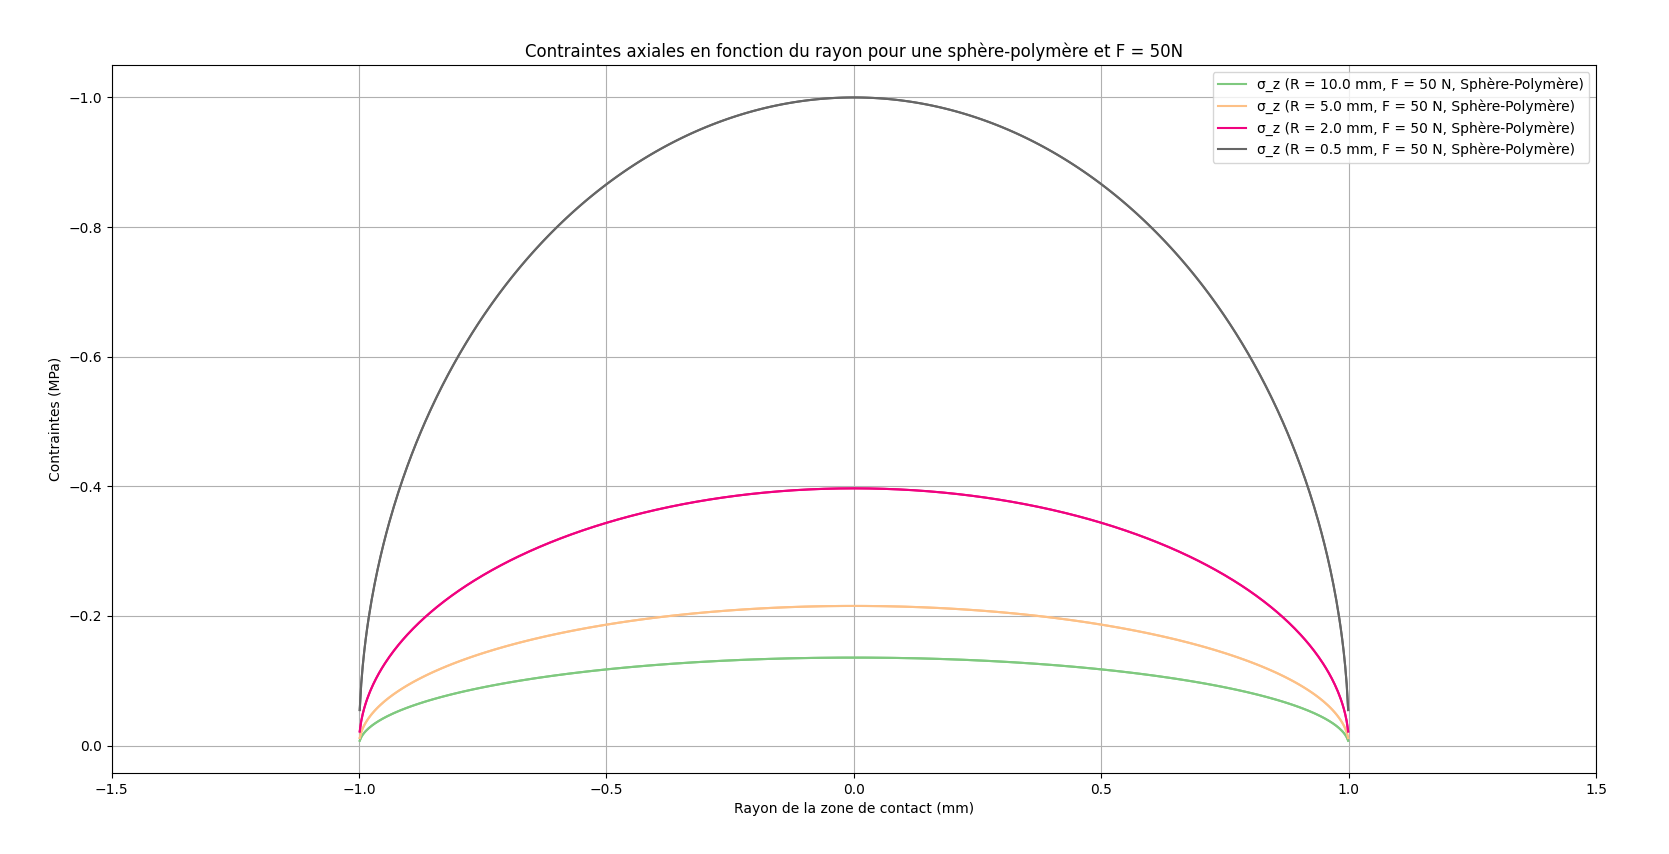 Contraintes axiales en fonction du rayon pour une sphère-polymère et F = 50N
σ_z (R = 10.0 mm, F = 50 N, Sphère-Polymère)
σ_z (R = 5.0 mm, F = 50 N, Sphère-Polymère)
σ_z (R = 2.0 mm, F = 50 N, Sphère-Polymère)
σ_z (R = 0.5 mm, F = 50 N, Sphère-Polymère)
Contraintes (MPa)
−1.0
−0.8
−0.6
−0.4
−0.2
0.0
−1.5 −1.0 −0.5 0.0 0.5 1.0 1.5
Rayon de la zone de contact (mm)